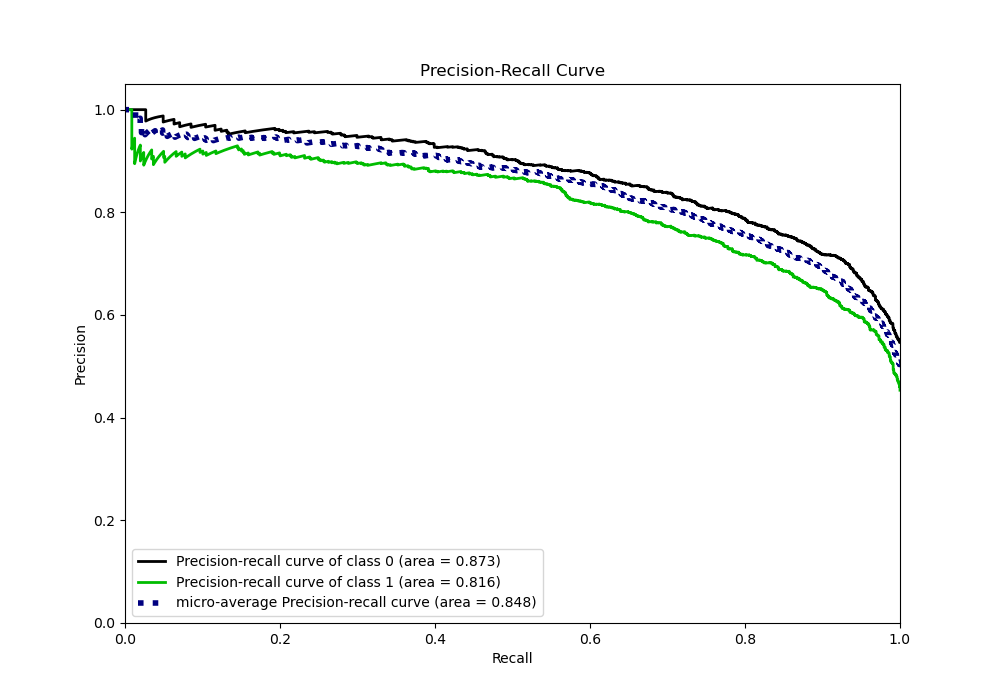 Precision-Recall Curve
1.0
0.8
0.6
0.4
0.2
0.0
Precision
Precision-recall curve of class 0 (area = 0.873)
Precision-recall curve of class 1 (area = 0.816)
micro-average Precision-recall curve (area = 0.848)
0.0 0.2 0.4 0.6 0.8 1.0
Recall